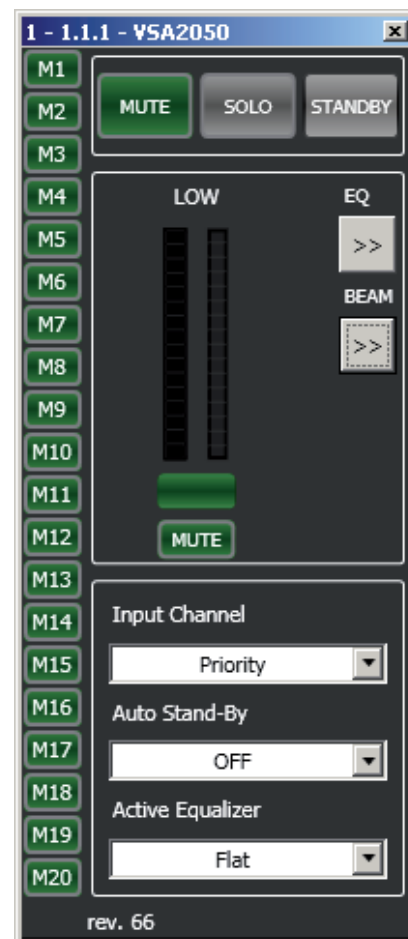 1 - 1.1.1 - VSA2050
M1
M2
M3
M4
M5
M6
M7
M8
M9
M10
M11
M12
M13
M14
M15
M16
M17
M18
M19
M20
MUTE SOLO STANDBY
LOW EQ
>>
BEAM
>>
MUTE
Input Channel
Priority
Auto Stand-By
OFF
Active Equalizer
Flat
rev. 66